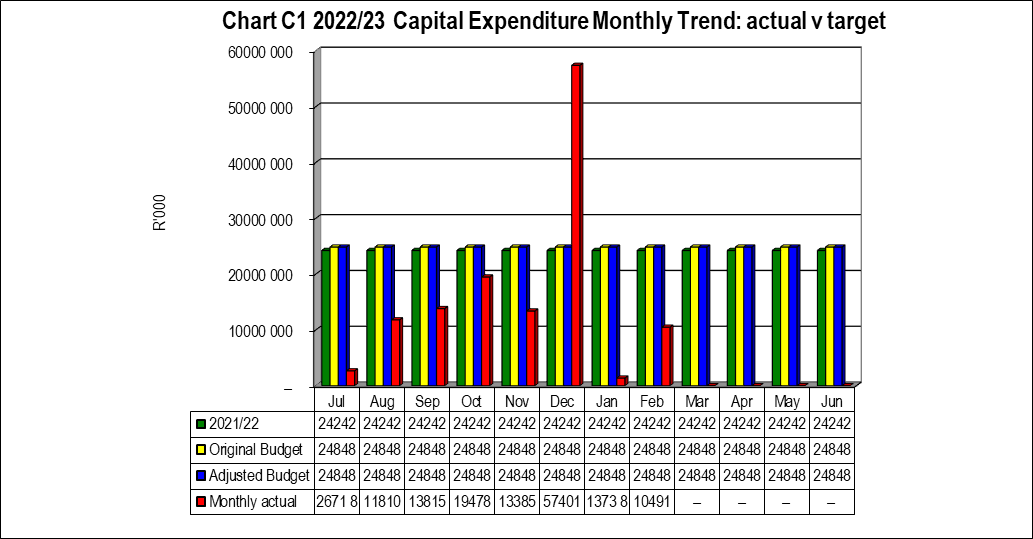 Chart C1 2022/23 Capital Expenditure Monthly Trend: actual v target
60000 000
50000 000
40000 000
30000 000
20000 000
10000 000
–
R'000
Jul Aug Sep Oct Nov Dec Jan Feb Mar Apr May Jun
2021/22 24242 24242 24242 24242 24242 24242 24242 24242 24242 24242 24242 24242
Original Budget 24848 24848 24848 24848 24848 24848 24848 24848 24848 24848 24848 24848
Adjusted Budget 24848 24848 24848 24848 24848 24848 24848 24848 24848 24848 24848 24848
Monthly actual 2671 8 11810 13815 19478 13385 57401 1373 8 10491 – – – –